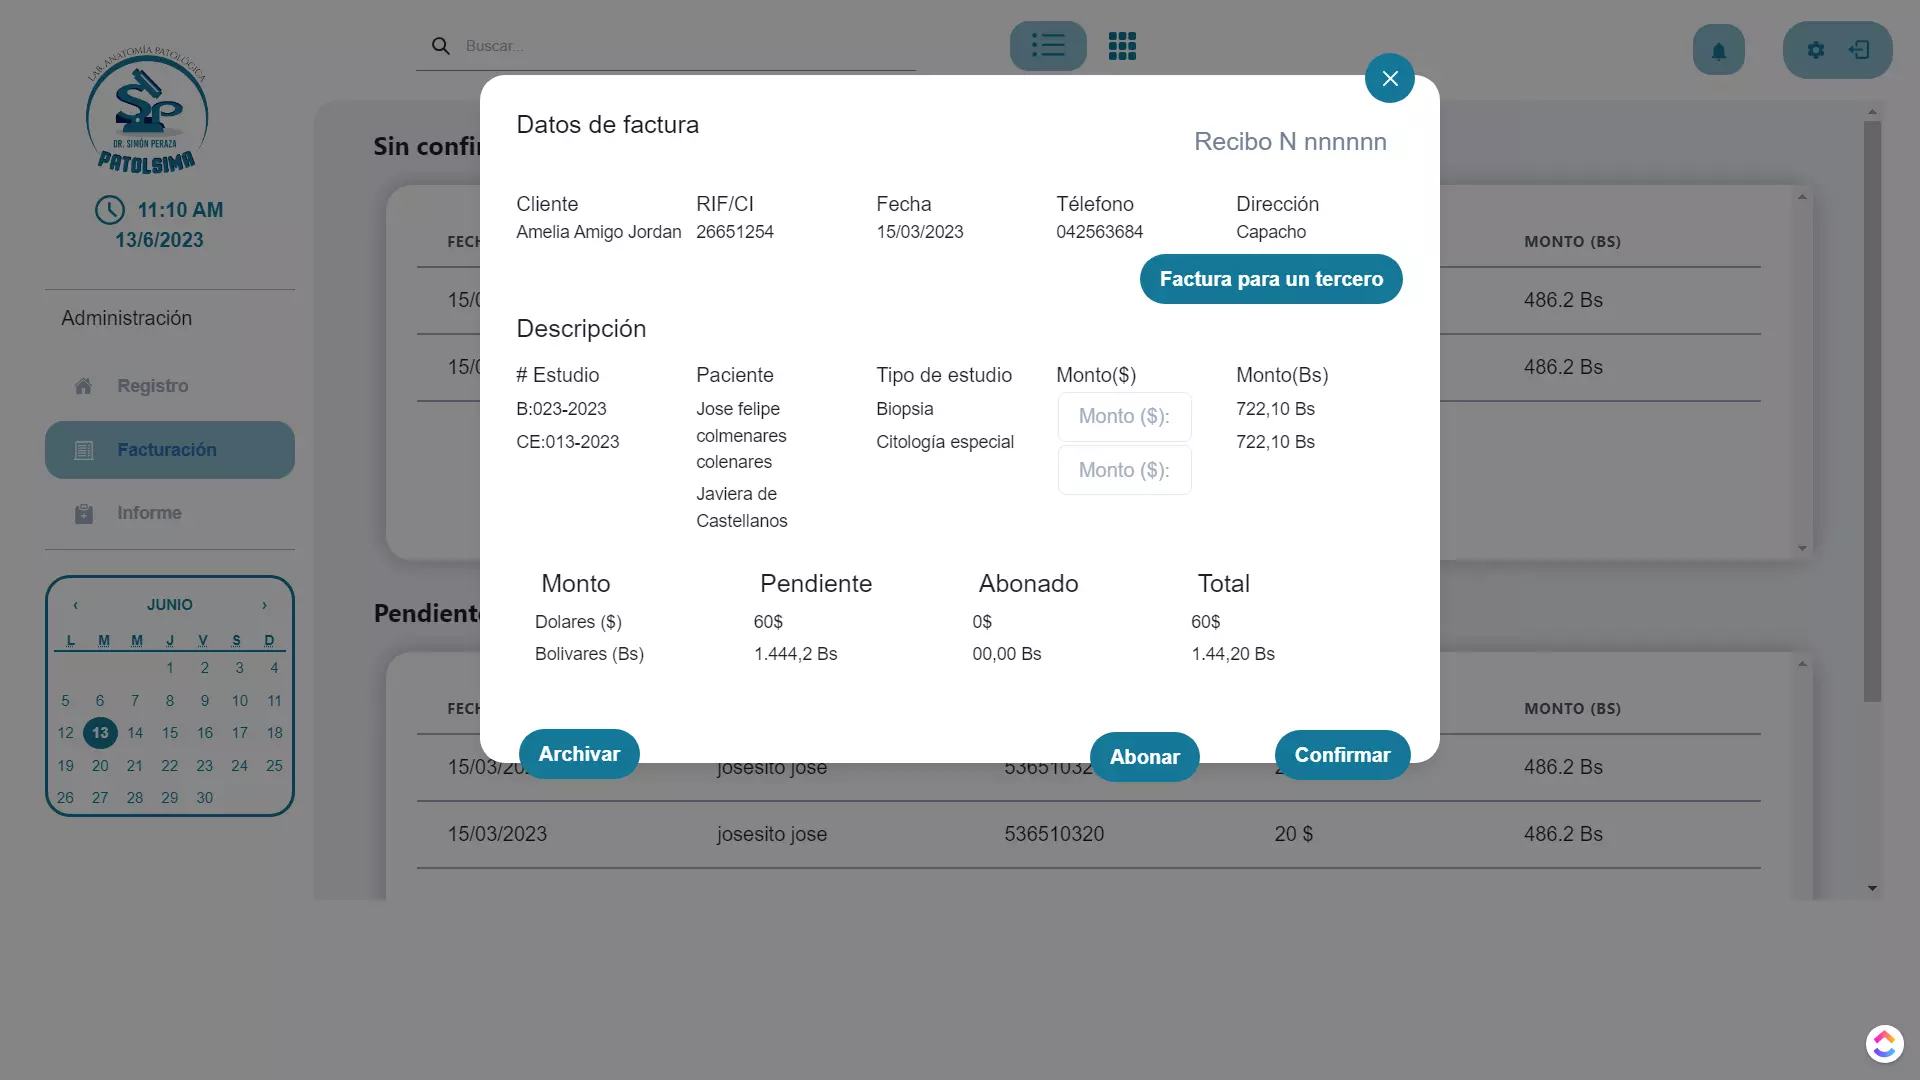 LAB. ANATOMÍA PATOLÓGICA
SP
DR. SIMÓN PERAZA
PATOLSIMA
11:10 AM
13/6/2023
Administración
Registro
Facturación
Informe
‹ JUNIO ›
L M M J V S D
1 2 3 4
5 6 7 8 9 10 11
12 13 14 15 16 17 18
19 20 21 22 23 24 25
26 27 28 29 30
Buscar...
Datos de factura
Recibo N nnnnnn
Cliente RIF/CI Fecha Télefono Dirección
Amelia Amigo Jordan 26651254 15/03/2023 042563684 Capacho
Factura para un tercero
Descripción
# Estudio Paciente Tipo de estudio Monto($) Monto(Bs)
B:023-2023 Jose felipe Biopsia Monto ($): 722,10 Bs
colmenares
CE:013-2023 Citología especial Monto ($): 722,10 Bs
colenares
Javiera de
Castellanos
Monto Pendiente Abonado Total
Dolares ($) 60$ 0$ 60$
Bolivares (Bs) 1.444,2 Bs 00,00 Bs 1.44,20 Bs
Archivar Abonar Confirmar
Sin confi
FECH MONTO (BS)
15/0 486.2 Bs
15/0 486.2 Bs
Pendient
FECH MONTO (BS)
15/03/20 josesito jose 53651032 2 486.2 Bs
15/03/2023 josesito jose 536510320 20 $ 486.2 Bs